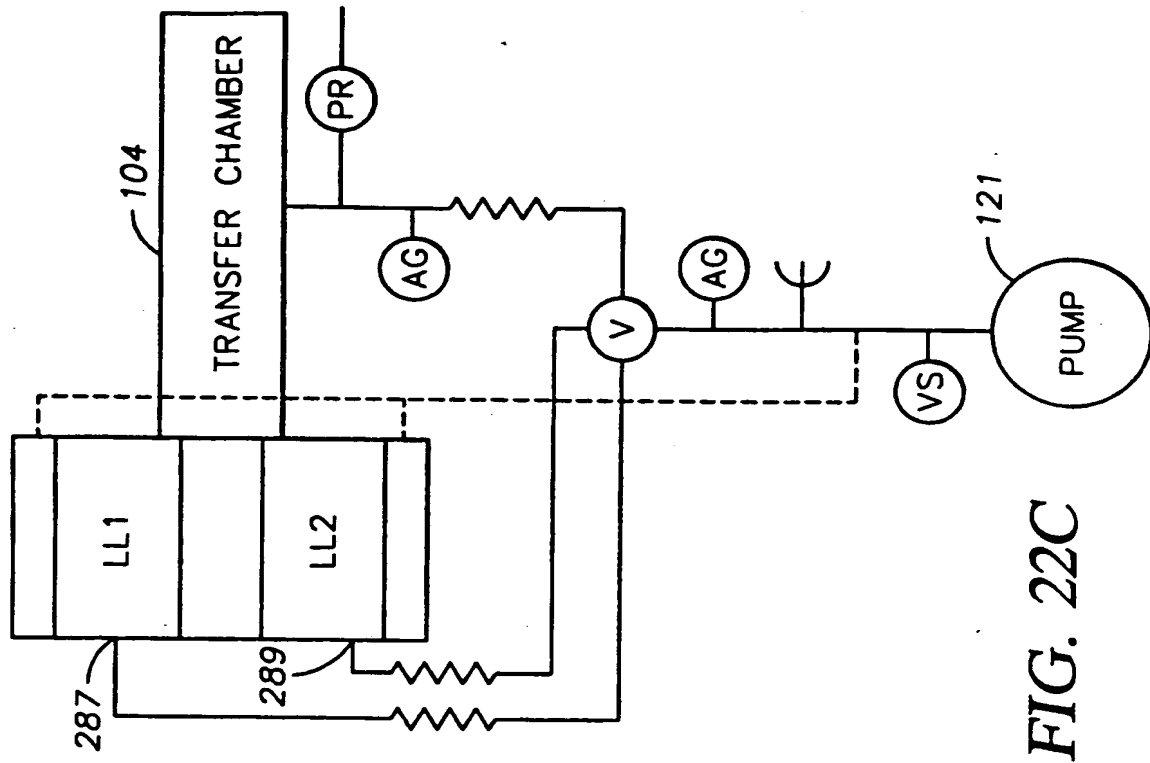 104
TRANSFER CHAMBER
PR
AG
LL1
LL2
287
289
V
AG
VS
121
PUMP
FIG. 22C